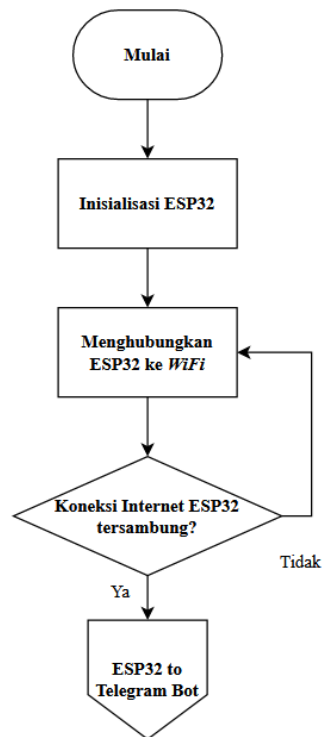 Mulai
Inisialisasi ESP32
Menghubungkan
ESP32 ke WiFi
Koneksi Internet ESP32
tersambung?
Tidak
Ya
ESP32 to
Telegram Bot